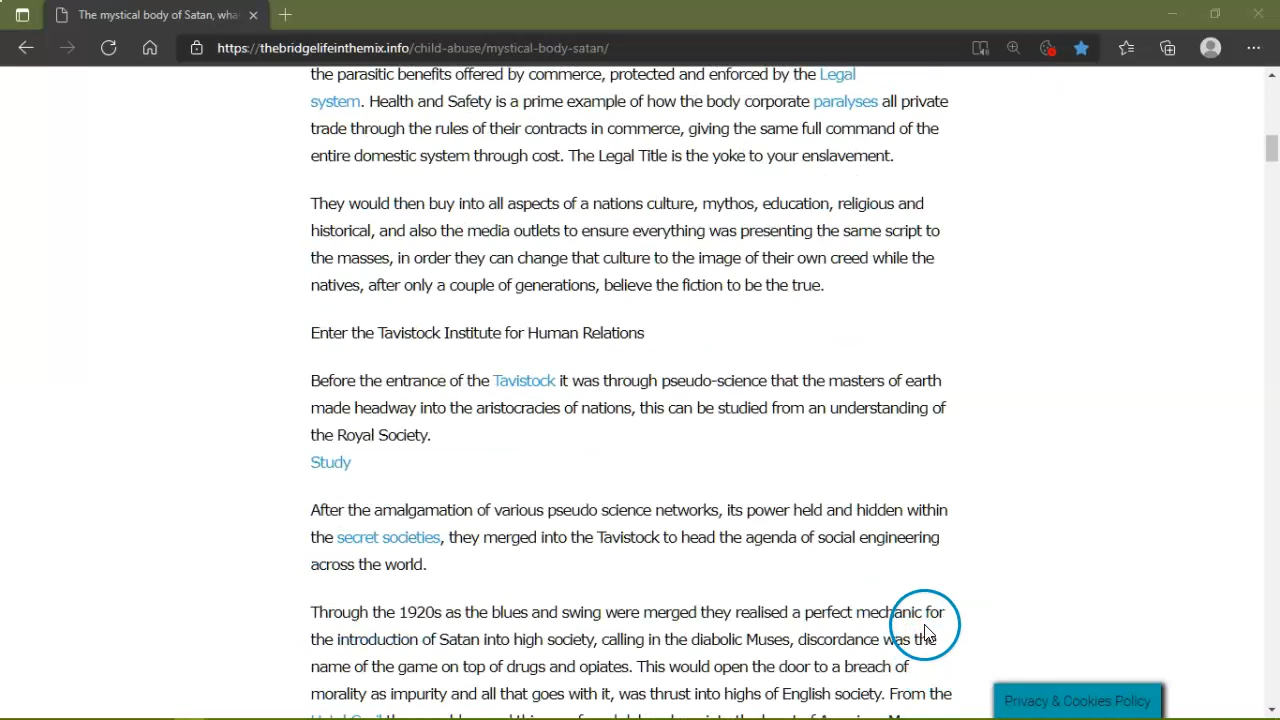 The mystical body of Satan, wha
https://thebridgelifeinthemix.info/child-abuse/mystical-body-satan/
the parasitic benefits offered by commerce, protected and enforced by the Legal
system. Health and Safety is a prime example of how the body corporate paralyses all private
trade through the rules of their contracts in commerce, giving the same full command of the
entire domestic system through cost. The Legal Title is the yoke to your enslavement.
They would then buy into all aspects of a nations culture, mythos, education, religious and
historical, and also the media outlets to ensure everything was presenting the same script to
the masses, in order they can change that culture to the image of their own creed while the
natives, after only a couple of generations, believe the fiction to be the true.
Enter the Tavistock Institute for Human Relations
Before the entrance of the Tavistock it was through pseudo-science that the masters of earth
made headway into the aristocracies of nations, this can be studied from an understanding of
the Royal Society.
Study
After the amalgamation of various pseudo science networks, its power held and hidden within
the secret societies, they merged into the Tavistock to head the agenda of social engineering
across the world.
Through the 1920s as the blues and swing were merged they realised a perfect mechanic for
the introduction of Satan into high society, calling in the diabolic Muses, discordance was the
name of the game on top of drugs and opiates. This would open the door to a breach of
morality as impurity and all that goes with it, was thrust into highs of English society. From the
Privacy & Cookies Policy